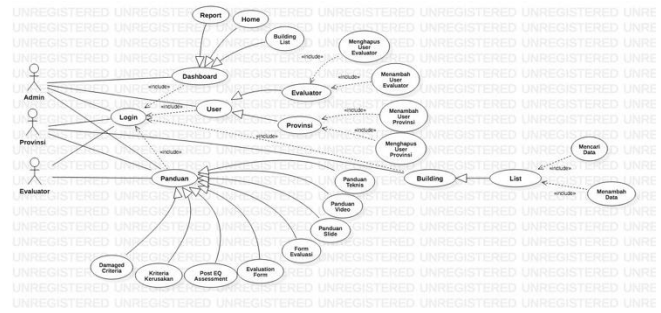 Report
Home
Building
List
Menghapus
User
Evaluator
Admin
Dashboard
«include»
Menambah
User
Evaluator
Evaluator
«include»
«include»
«include»
User
Login
Provinsi
«include»
Menambah
User
Provinsi
Provinsi
«include»
«include»
Menghapus
User
Provinsi
Mencari
Data
«include»
«include»
Evaluator
Panduan
Panduan
Teknis
Building
List
«include»
Menambah
Data
Panduan
Video
Panduan
Slide
Form
Evaluasi
Damaged
Criteria
Kriteria
Kerusakan
Post EQ
Assessment
Evaluation
Form